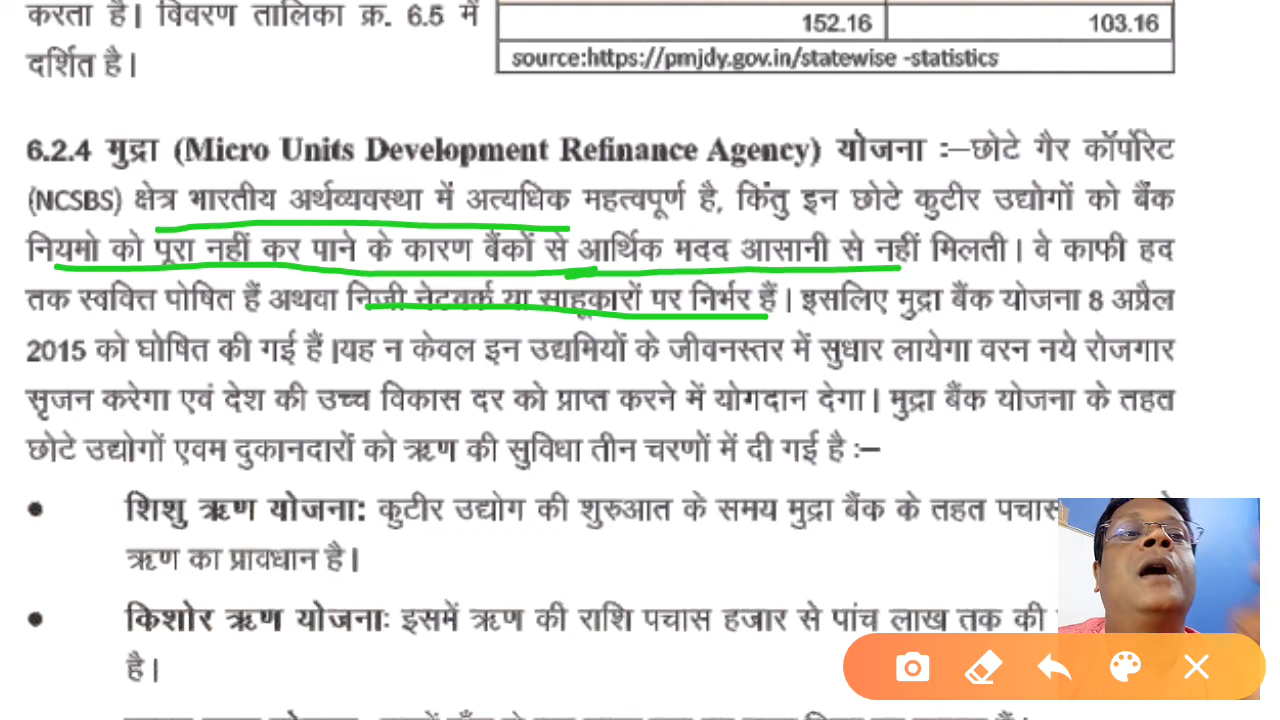 करता है। विवरण तालिका क्र. 6.5 में
दर्शित है।
152.16 103.16
source:https://pmjdy.gov.in/statewise -statistics
6.2.4 मुद्रा (Micro Units Development Refinance Agency) योजना :–छोटे गैर कॉर्पोरेट
(NCSBS) क्षेत्र भारतीय अर्थव्यवस्था में अत्यधिक महत्वपूर्ण है, किंतु इन छोटे कुटीर उद्योगों को बैंक
नियमो को पूरा नहीं कर पाने के कारण बैंकों से आर्थिक मदद आसानी से नहीं मिलती। वे काफी हद
तक स्ववित्त पोषित हैं अथवा निजी नेटवर्क या साहूकारों पर निर्भर हैं। इसलिए मुद्रा बैंक योजना 8 अप्रैल
2015 को घोषित की गई हैं।यह न केवल इन उद्यमियों के जीवनस्तर में सुधार लायेगा वरन नये रोजगार
सृजन करेगा एवं देश की उच्च विकास दर को प्राप्त करने में योगदान देगा। मुद्रा बैंक योजना के तहत
छोटे उद्योगों एवम दुकानदारों को ऋण की सुविधा तीन चरणों में दी गई है :–
• शिशु ऋण योजना: कुटीर उद्योग की शुरुआत के समय मुद्रा बैंक के तहत पचास
ऋण का प्रावधान है।
• किशोर ऋण योजना: इसमें ऋण की राशि पचास हजार से पांच लाख तक की
है।